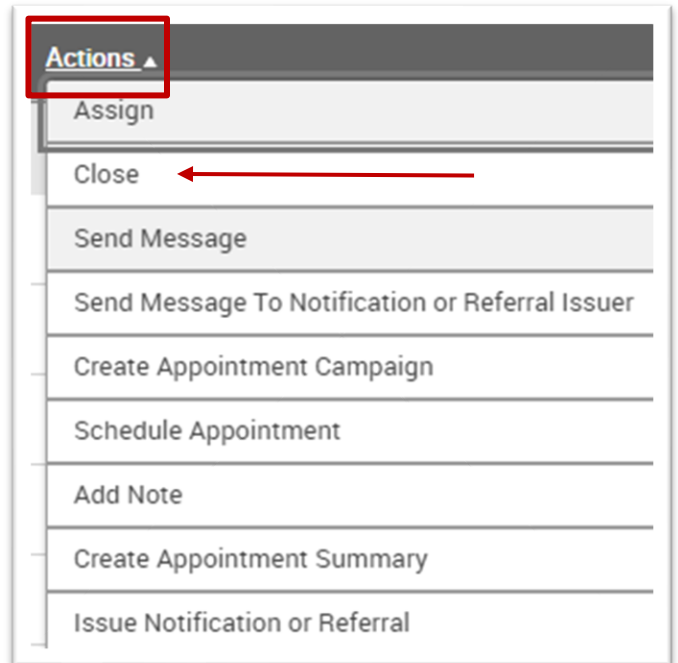 Actions ▲
Assign
Close
Send Message
Send Message To Notification or Referral Issuer
Create Appointment Campaign
Schedule Appointment
Add Note
Create Appointment Summary
Issue Notification or Referral